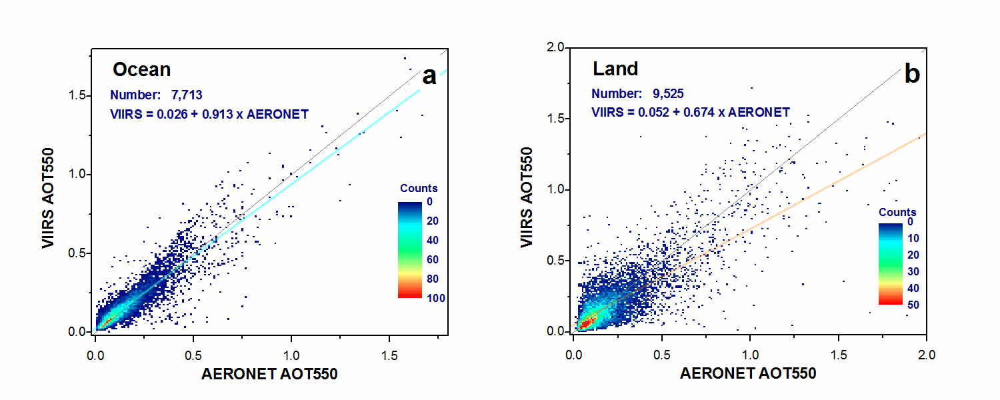 Ocean
a
Number: 7,713
VIIRS = 0.026 + 0.913 x AERONET
VIIRS AOT550
1.5
1.0
0.5
0.0
Counts
0
20
40
60
80
100
0.0
0.5
1.0
1.5
AERONET AOT550
Land
b
Number: 9,525
VIIRS = 0.052 + 0.674 x AERONET
VIIRS AOT550
2.0
1.5
1.0
0.5
0.0
Counts
0
10
20
30
40
50
0.0
0.5
1.0
1.5
2.0
AERONET AOT550